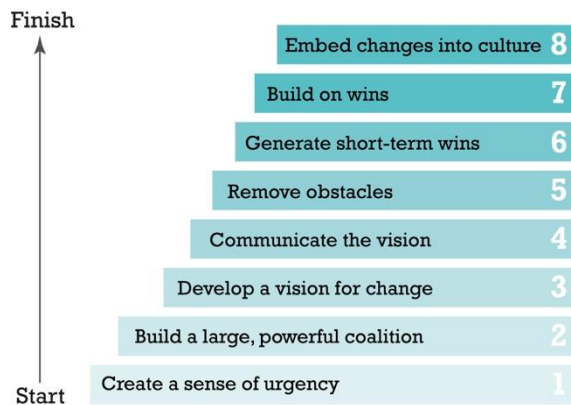 Finish
Embed changes into culture 8
Build on wins 7
Generate short-term wins 6
Remove obstacles 5
Communicate the vision 4
Develop a vision for change 3
Build a large, powerful coalition 2
Create a sense of urgency 1
Start